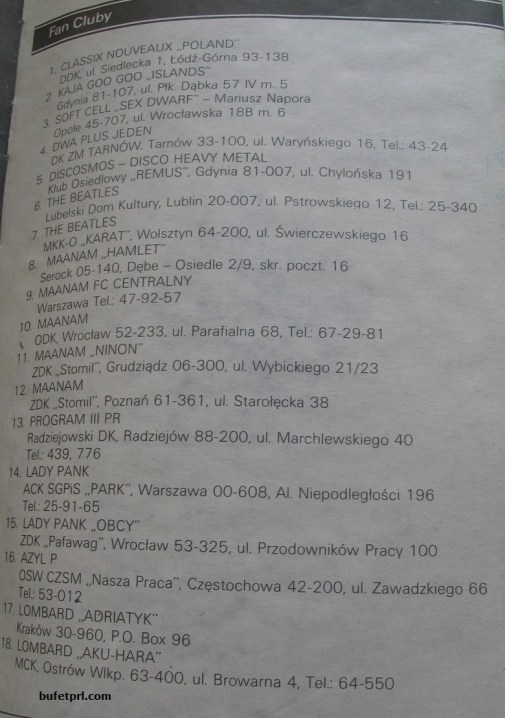 Fan Cluby
1. CLASSIX NOUVEAUX „POLAND"
DDK, ul. Siedlecka 1, Łódź-Górna 93-138
2. KAJA GOO GOO „ISLANDS"
Gdynia 81-107, ul. Płk. Dąbka 57 IV m. 5
3. SOFT CELL „SEX DWARF" – Mariusz Napora
Opole 45-707, ul. Wrocławska 18B m. 6
4. DWA PLUS JEDEN
DK ZM TARNÓW, Tarnów 33-100, ul. Waryńskiego 16, Tel.: 43-24
5. DISCOSMOS – DISCO HEAVY METAL
Klub Osiedlowy „REMUS", Gdynia 81-007, ul. Chylońska 191
6. THE BEATLES
Lubelski Dom Kultury, Lublin 20-007, ul. Pstrowskiego 12, Tel.: 25-340
7. THE BEATLES
MKK-O „KARAT", Wolsztyn 64-200, ul. Świerczewskiego 16
8. MAANAM „HAMLET"
Serock 05-140, Dębe – Osiedle 2/9, skr. poczt. 16
9. MAANAM FC CENTRALNY
Warszawa Tel.: 47-92-57
10. MAANAM
ODK, Wrocław 52-233, ul. Parafialna 68, Tel.: 67-29-81
11. MAANAM „NINON"
ZDK „Stomil", Grudziądz 06-300, ul. Wybickiego 21/23
12. MAANAM
ZDK „Stomil", Poznań 61-361, ul. Starołęcka 38
13. PROGRAM III PR
Radziejowski DK, Radziejów 88-200, ul. Marchlewskiego 40
Tel.: 439, 776
14. LADY PANK
ACK SGPiS „PARK", Warszawa 00-608, Al. Niepodległości 196
Tel.: 25-91-65
15. LADY PANK „OBCY"
ZDK „Pafawag", Wrocław 53-325, ul. Przodowników Pracy 100
16. AZYL P
OSW CZSM „Nasza Praca", Częstochowa 42-200, ul. Zawadzkiego 66
Tel.: 53-012
17. LOMBARD „ADRIATYK"
Kraków 30-960, P.O. Box 96
18. LOMBARD „AKU-HARA"
MCK, Ostrów Wlkp. 63-400, ul. Browarna 4, Tel.: 64-550
bufetprl.com